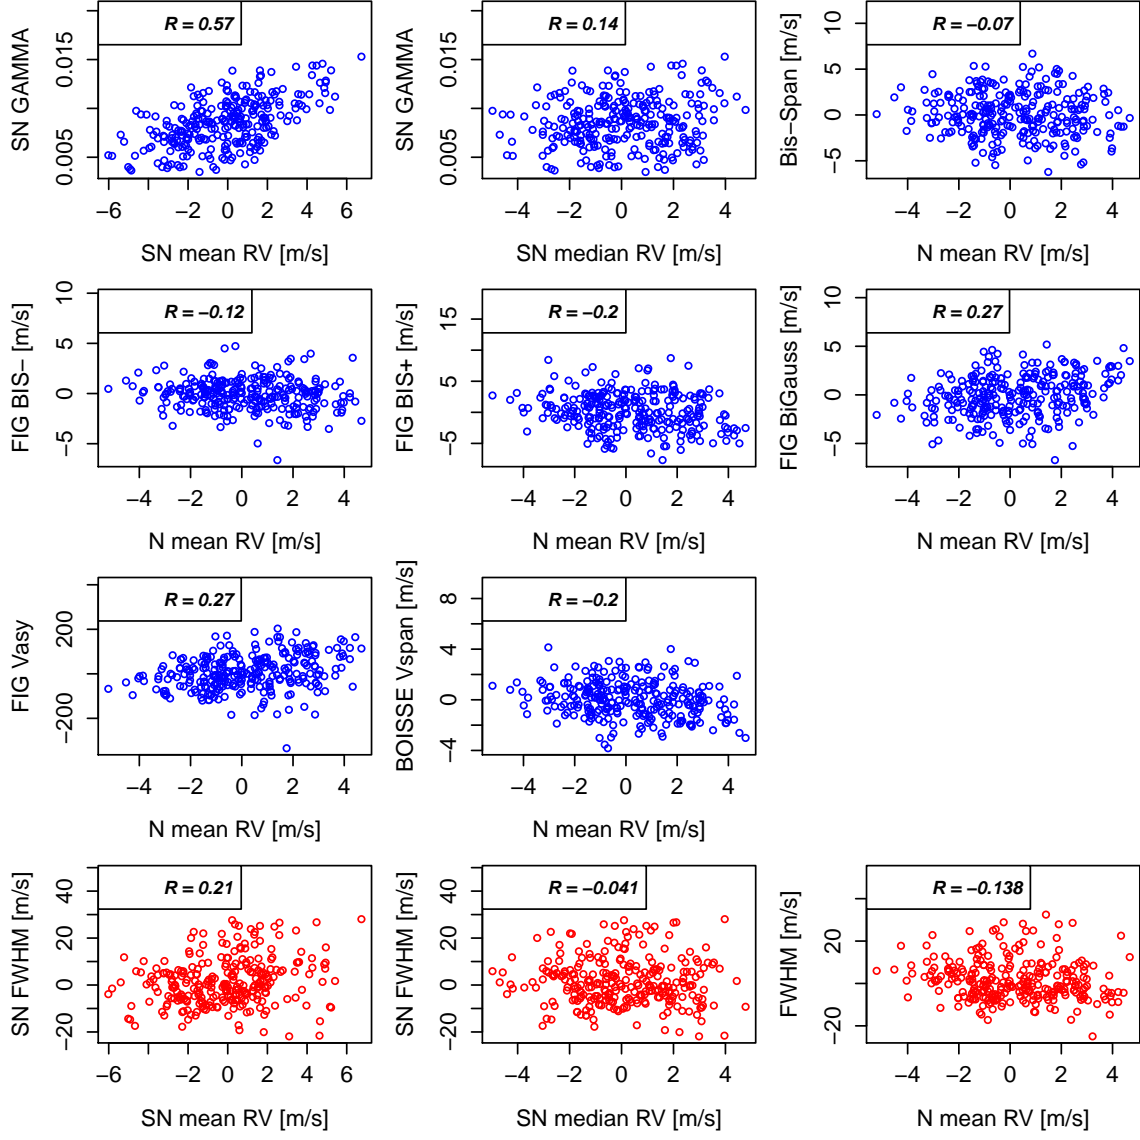 R = 0.57
SN GAMMA
0.005 0.015
−6 −4 −2 0 2 4 6
SN mean RV [m/s]
R = 0.14
SN GAMMA
0.005 0.015
−4 −2 0 2 4
SN median RV [m/s]
R = −0.07
Bis−Span [m/s]
−5 0 5 10
−4 −2 0 2 4
N mean RV [m/s]
R = −0.12
FIG BIS− [m/s]
−5 0 5 10
−4 −2 0 2 4
N mean RV [m/s]
R = −0.2
FIG BIS+ [m/s]
−5 5 15
−4 −2 0 2 4
N mean RV [m/s]
R = 0.27
FIG BiGauss [m/s]
−5 0 5 10
−4 −2 0 2 4
N mean RV [m/s]
R = 0.27
FIG Vasy
−200 200
−4 −2 0 2 4
N mean RV [m/s]
R = −0.2
BOISSE Vspan [m/s]
−4 0 4 8
−4 −2 0 2 4
N mean RV [m/s]
R = 0.21
SN FWHM [m/s]
−20 0 20 40
−6 −4 −2 0 2 4 6
SN mean RV [m/s]
R = −0.041
SN FWHM [m/s]
−20 0 20 40
−4 −2 0 2 4
SN median RV [m/s]
R = −0.138
FWHM [m/s]
−20 20
−4 −2 0 2 4
N mean RV [m/s]